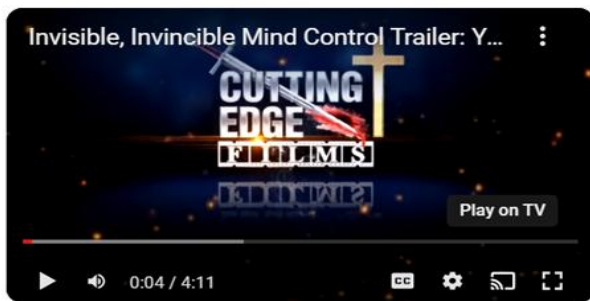 Invisible, Invincible Mind Control Trailer: Y...
CUTTING
EDGE
FILMS
Play on TV
0:04 / 4:11
CC